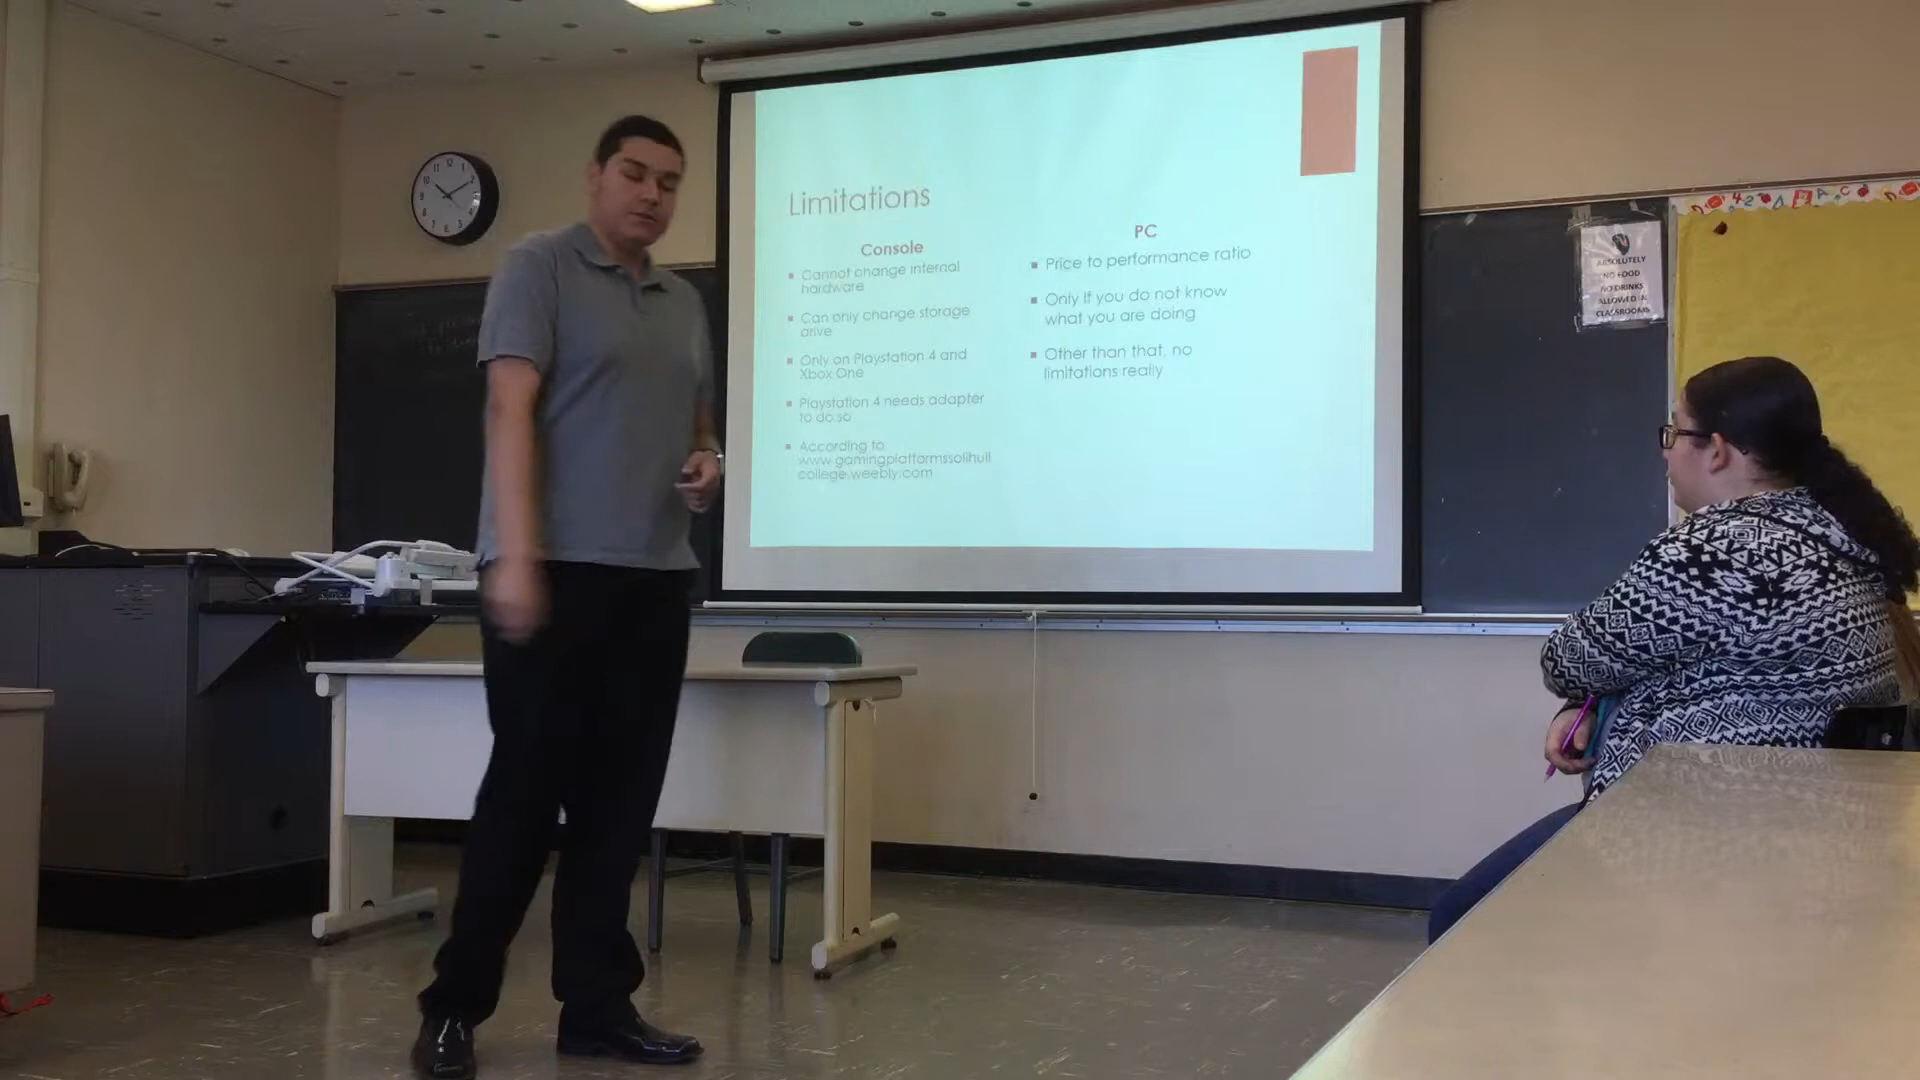 Limitations
Console
Cannot change internal
hardware
Can only change storage
drive
Only on Playstation 4 and
Xbox One
Playstation 4 needs adapter
to do so
According to
www.gamingplatformssolihull
college.weebly.com
PC
Price to performance ratio
Only if you do not know
what you are doing
Other than that, no
limitations really
ABSOLUTELY
NO FOOD
NO DRINKS
ALLOWED IN
CLASSROOMS